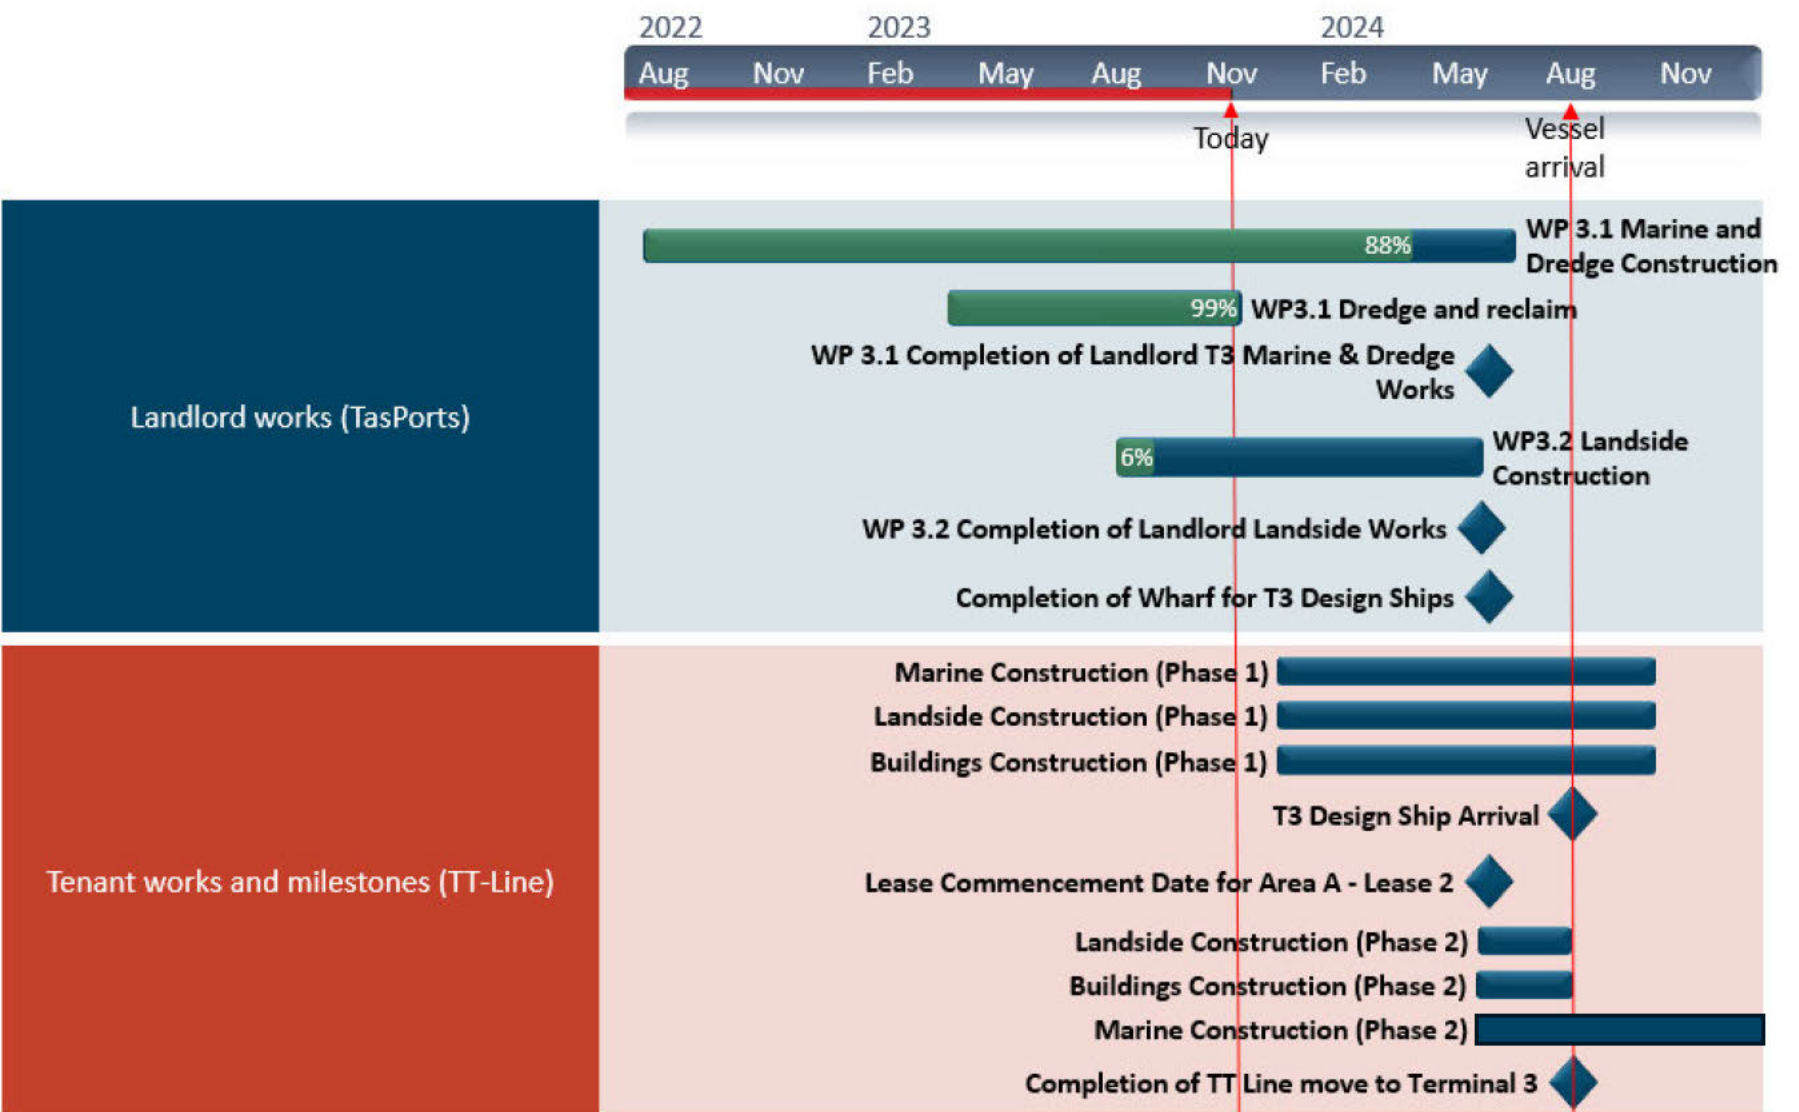 2022 2023 2024
Aug Nov Feb May Aug Nov Feb May Aug Nov
Today
Vessel
arrival
Landlord works (TasPorts)
88%
WP 3.1 Marine and
Dredge Construction
99%
WP3.1 Dredge and reclaim
WP 3.1 Completion of Landlord T3 Marine & Dredge
Works
6%
WP3.2 Landside
Construction
WP 3.2 Completion of Landlord Landside Works
Completion of Wharf for T3 Design Ships
Tenant works and milestones (TT-Line)
Marine Construction (Phase 1)
Landside Construction (Phase 1)
Buildings Construction (Phase 1)
T3 Design Ship Arrival
Lease Commencement Date for Area A - Lease 2
Landside Construction (Phase 2)
Buildings Construction (Phase 2)
Marine Construction (Phase 2)
Completion of TT Line move to Terminal 3